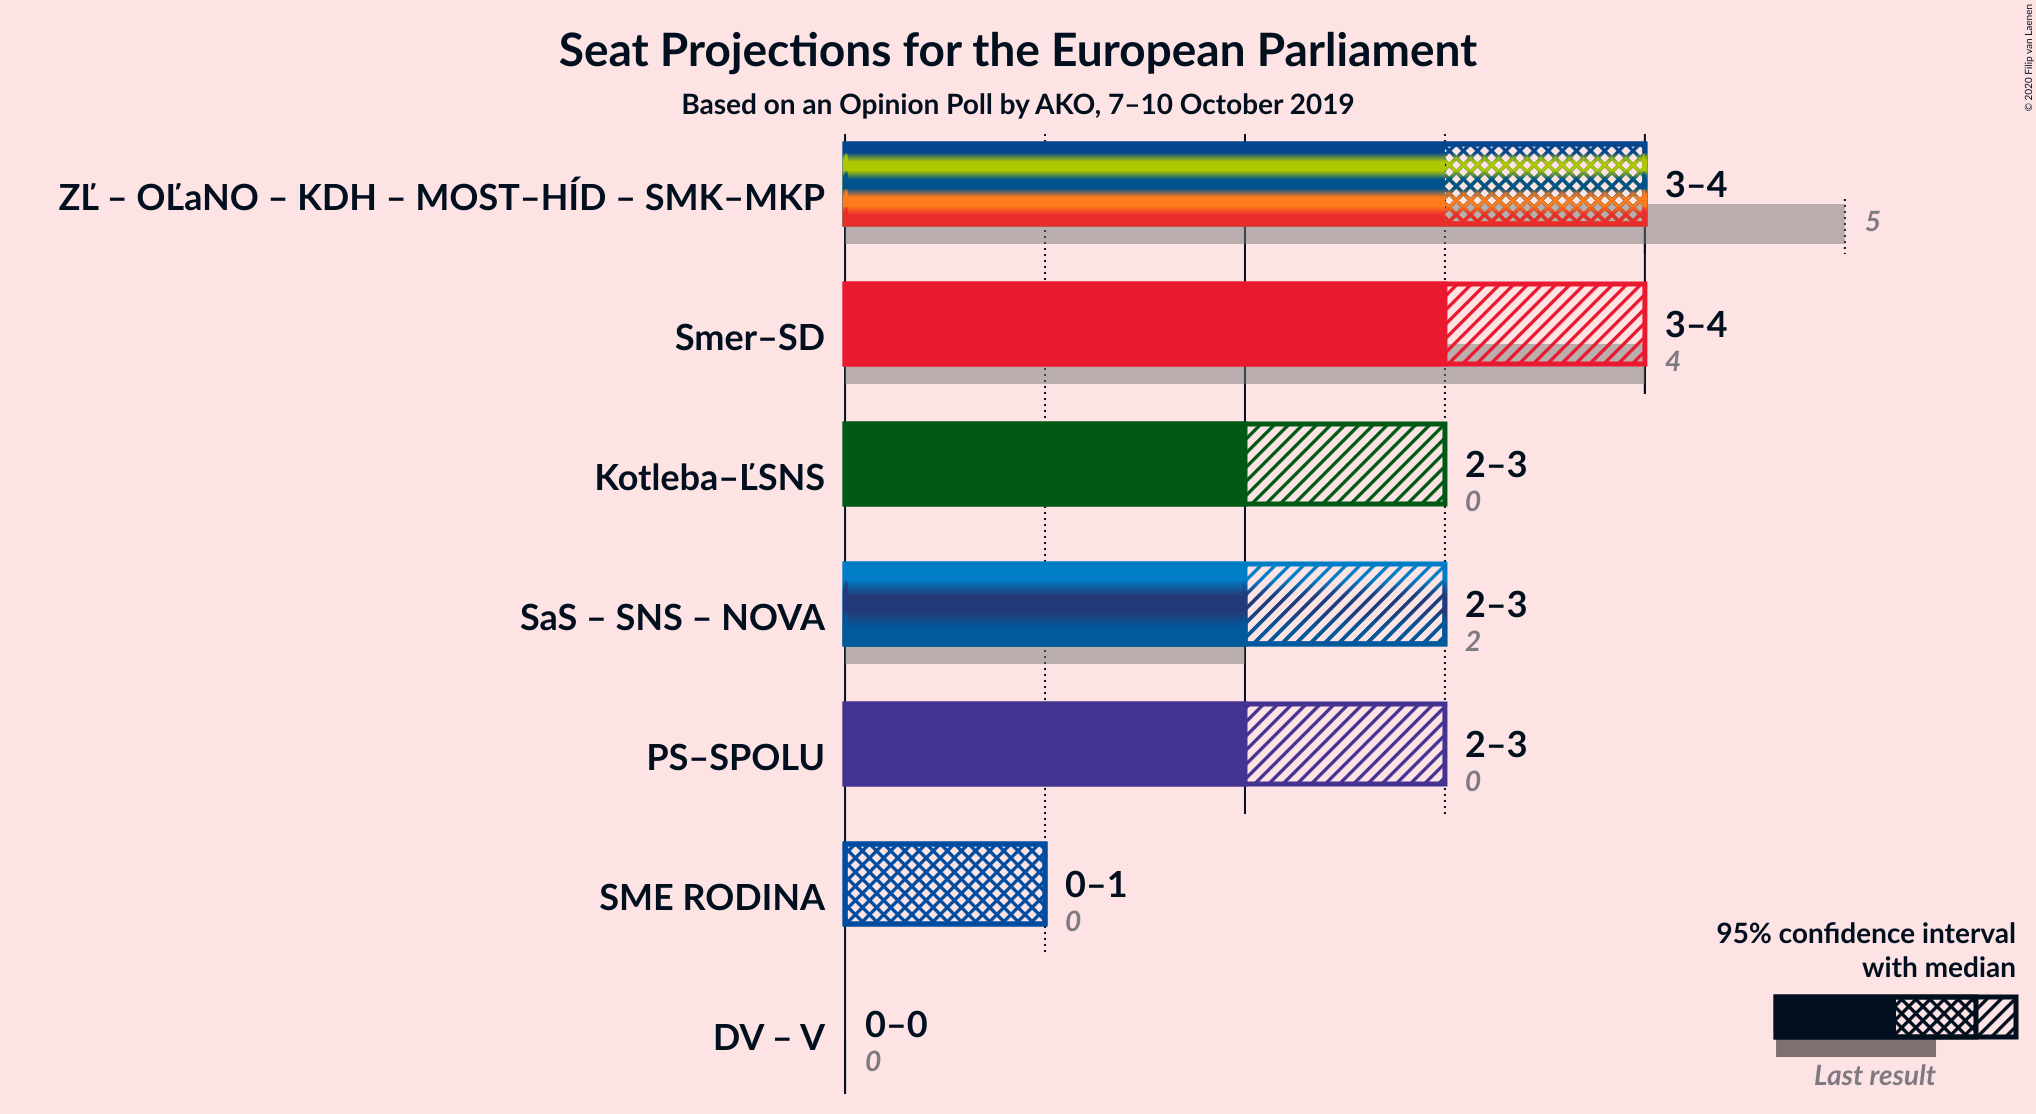 Seat Projections for the European Parliament
Based on an Opinion Poll by AKO, 7–10 October 2019
© 2020 Filip van Laenen
ZĽ – OĽaNO – KDH – MOST–HÍD – SMK–MKP
3–4
5
Smer–SD
3–4
4
Kotleba–ĽSNS
2–3
0
SaS – SNS – NOVA
2–3
2
PS–SPOLU
2–3
0
SME RODINA
0–1
0
DV – V
0–0
0
95% confidence interval
with median
Last result